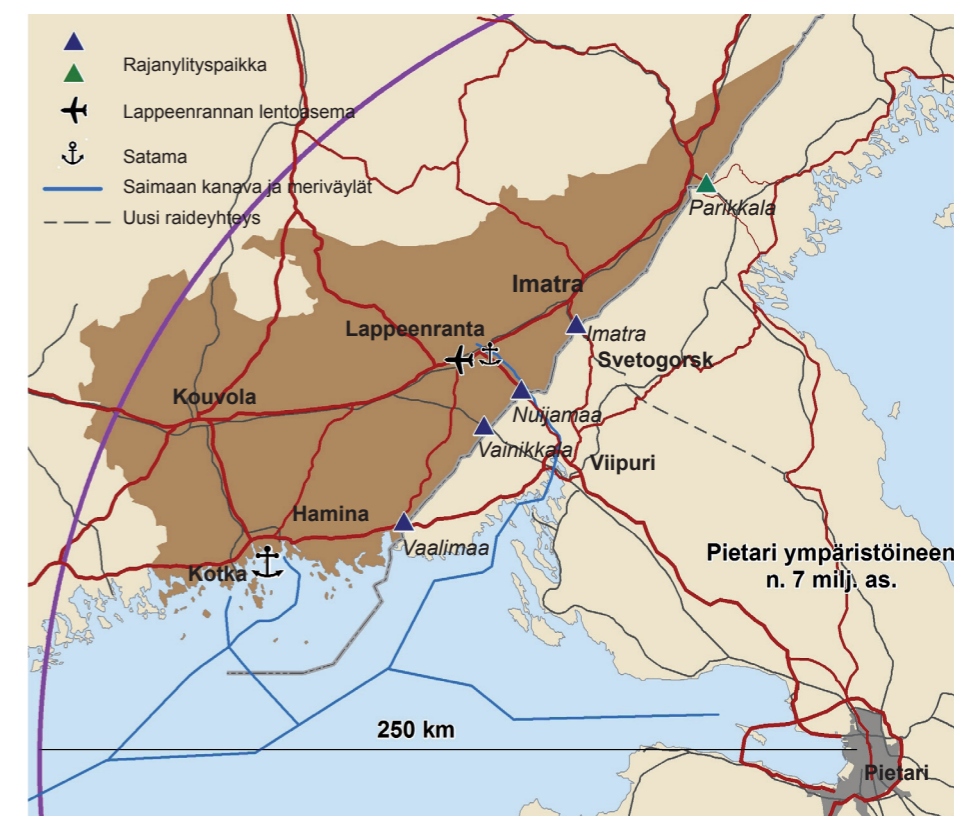 Rajanylityspaikka
Lappeenrannan lentoasema
Satama
Saimaan kanava ja meriväylät
Uusi raideyhteys
Parikkala
Imatra
Lappeenranta
Imatra
Svetogorsk
Kouvola
Nuijamaa
Vainikkala
Viipuri
Hamina
Vaalimaa
Kotka
Pietari ympäristöineen
n. 7 milj. as.
250 km
Pietari